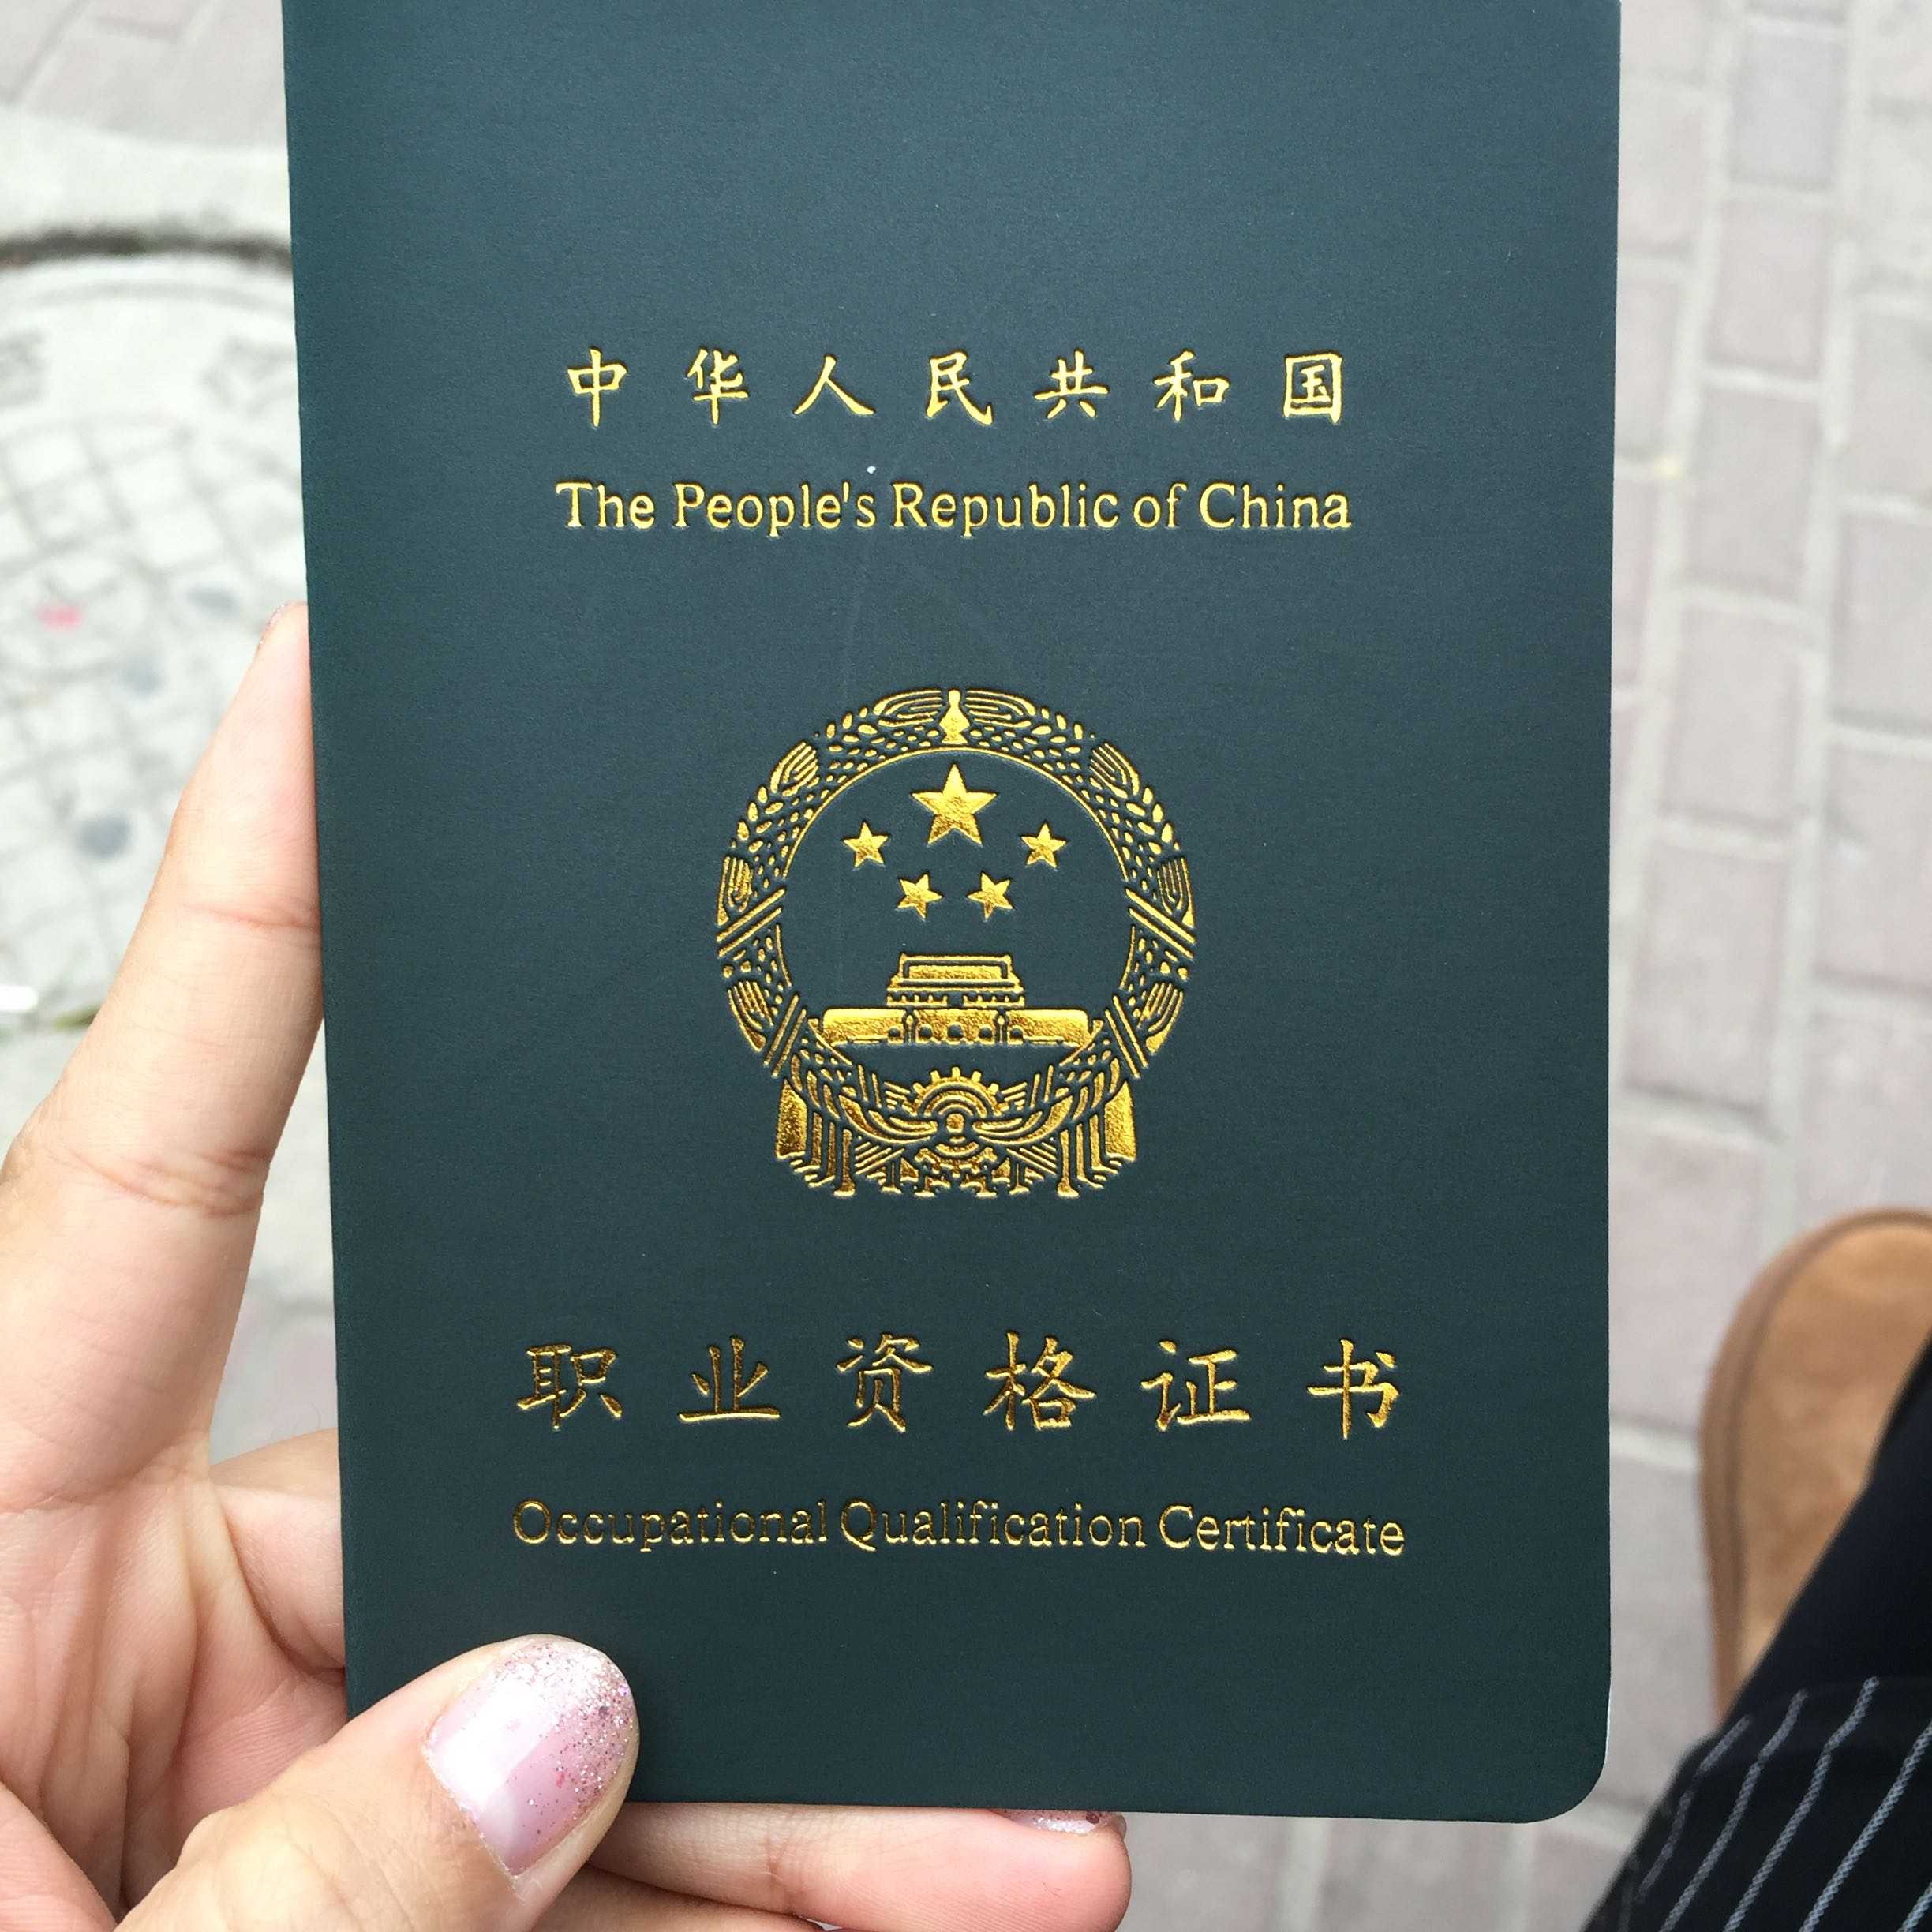 中华人民共和国
The People's Republic of China
职业资格证书
Occupational Qualification Certificate